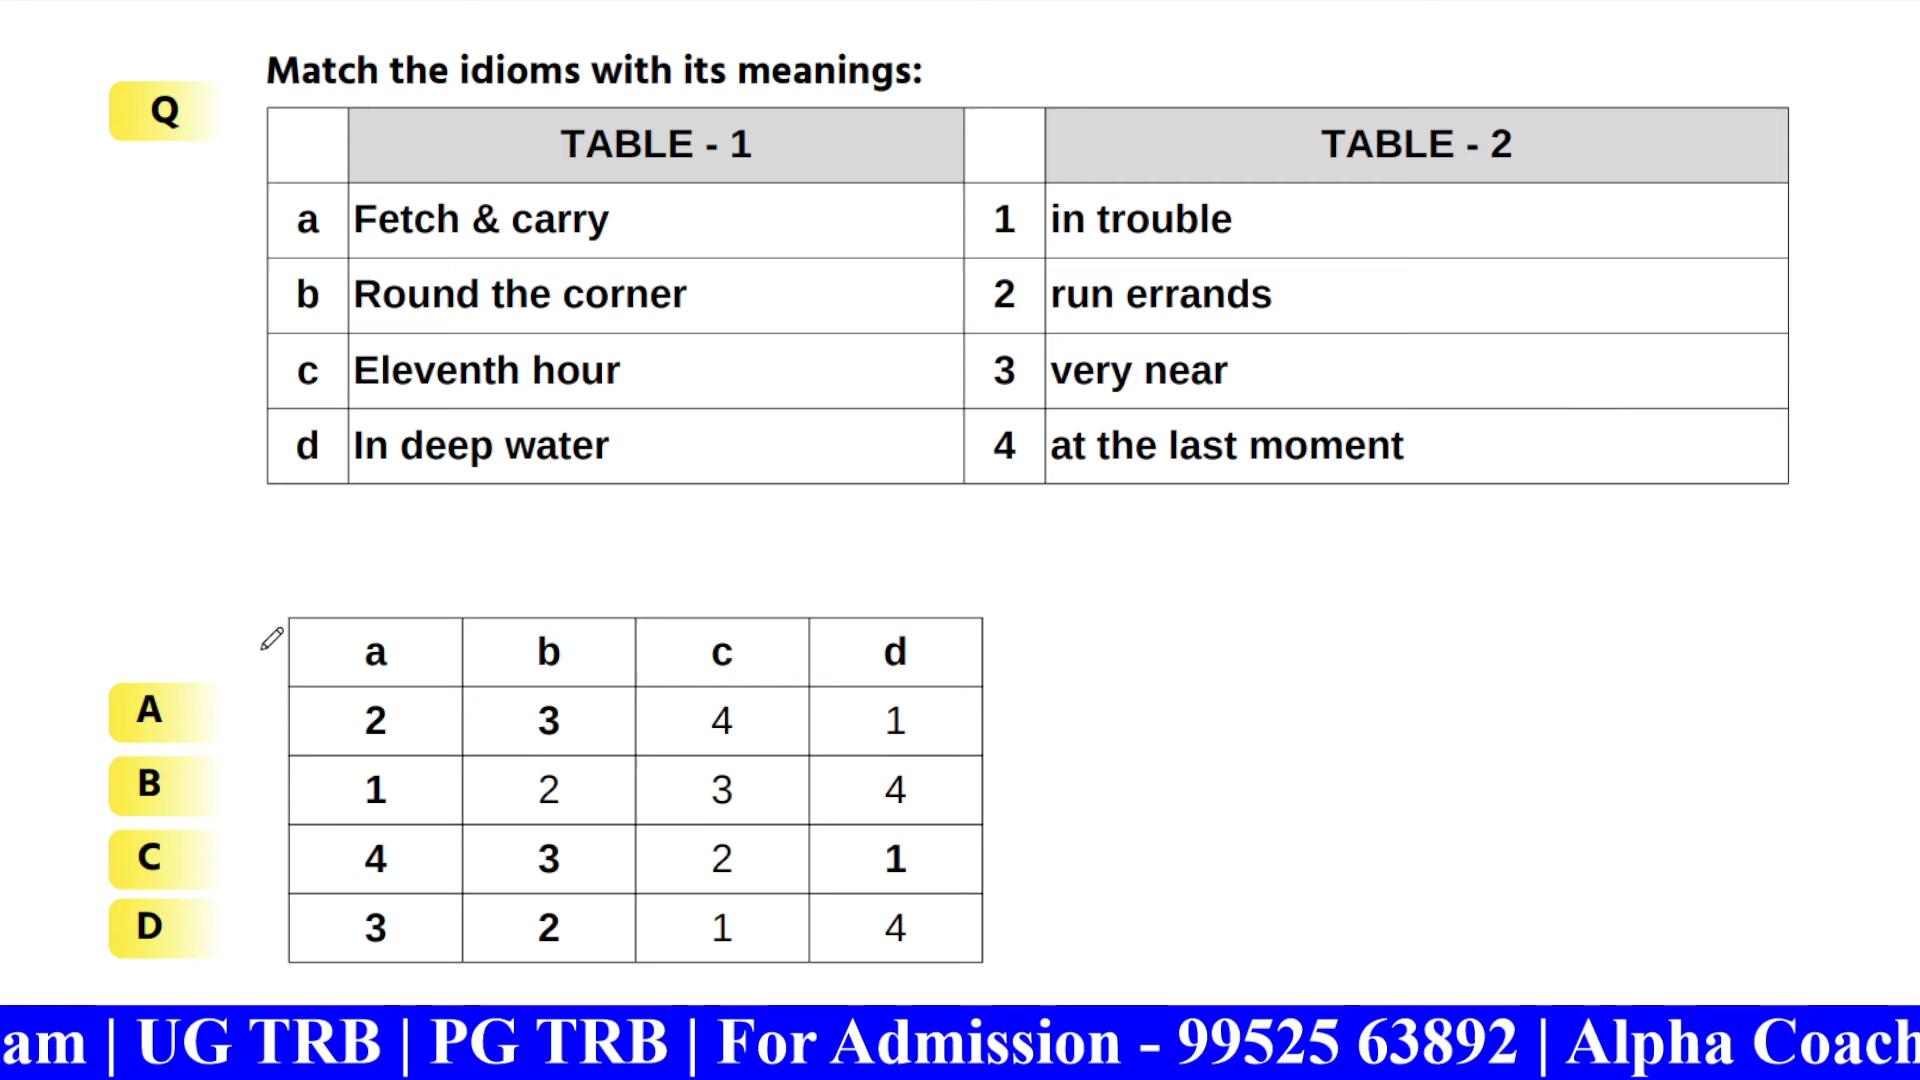 Match the idioms with its meanings:
Q
TABLE - 1 TABLE - 2
a Fetch & carry 1 in trouble
b Round the corner 2 run errands
c Eleventh hour 3 very near
d In deep water 4 at the last moment
a b c d
A 2 3 4 1
B 1 2 3 4
C 4 3 2 1
D 3 2 1 4
am | UG TRB | PG TRB | For Admission - 99525 63892 | Alpha Coach